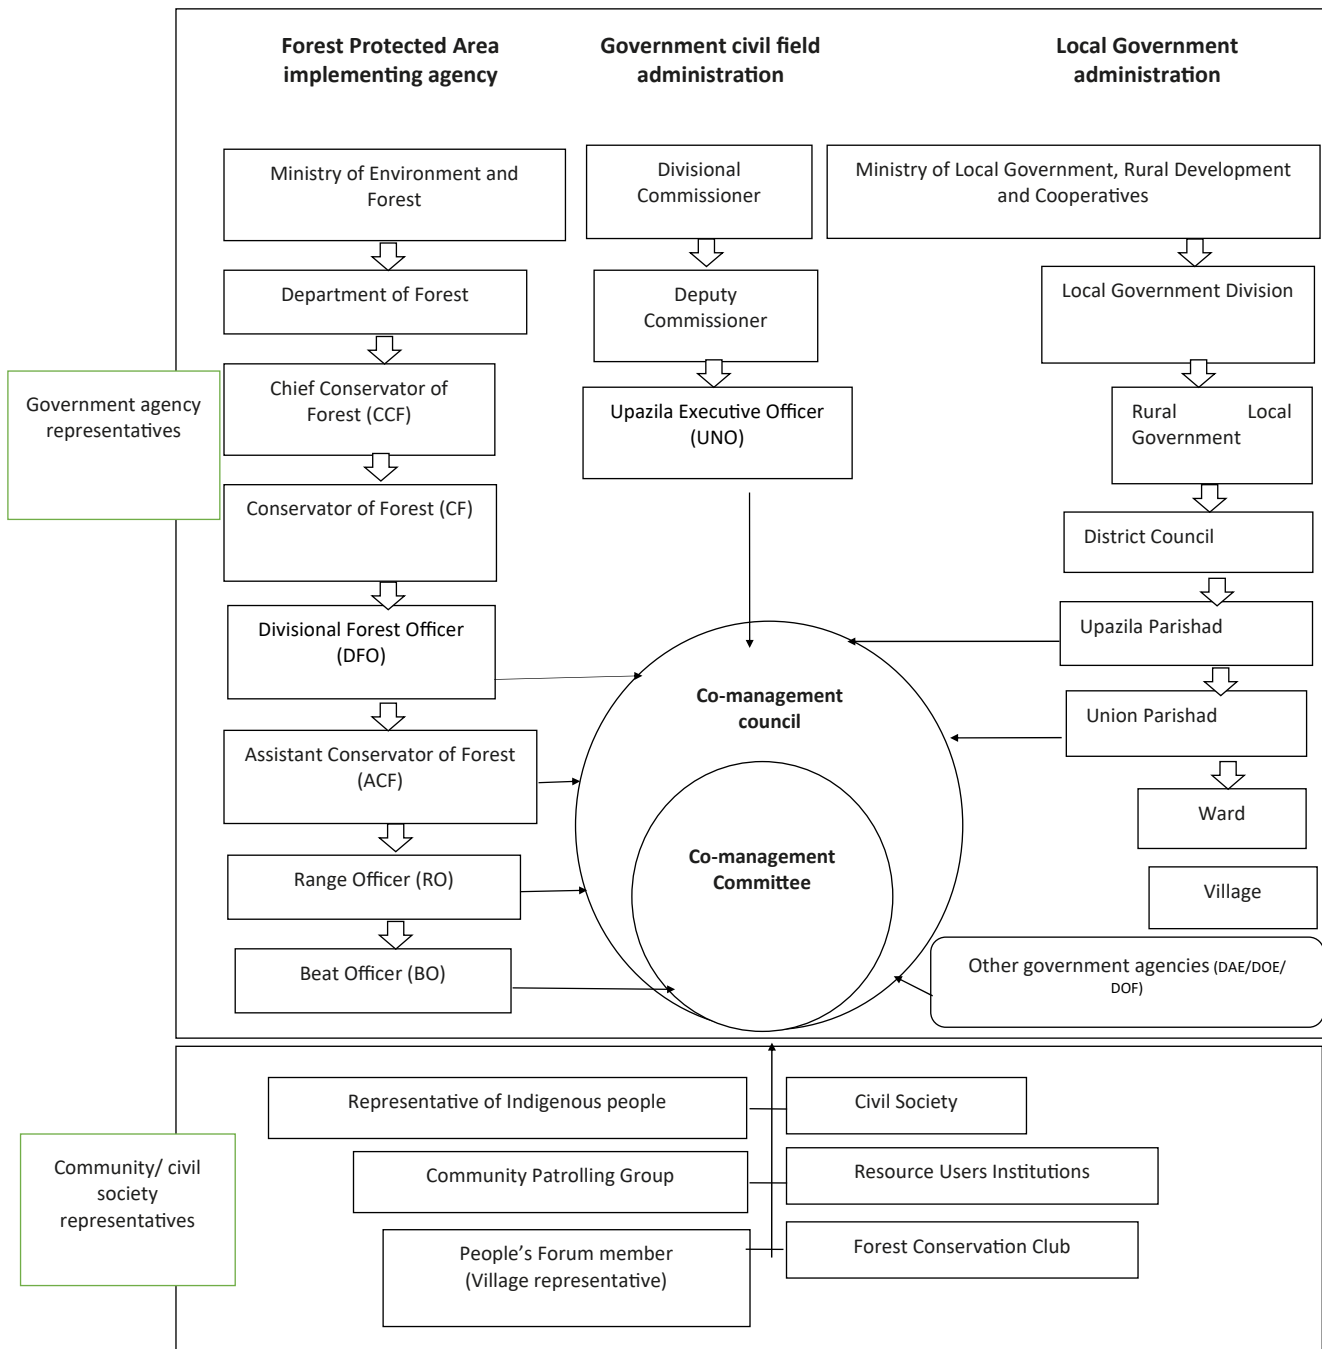 Forest Protected Area
implementing agency
Government civil field
administration
Local Government
administration
Ministry of Environment and
Forest
Department of Forest
Chief Conservator of
Forest (CCF)
Conservator of Forest (CF)
Divisional Forest Officer
(DFO)
Assistant Conservator of Forest
(ACF)
Range Officer (RO)
Beat Officer (BO)
Divisional
Commissioner
Deputy
Commissioner
Upazila Executive Officer
(UNO)
Ministry of Local Government, Rural Development
and Cooperatives
Local Government Division
Rural Local
Government
District Council
Upazila Parishad
Union Parishad
Ward
Village
Other government agencies (DAE/DOE/
DOF)
Government agency
representatives
Co-management
council
Co-management
Committee
Community/ civil
society
representatives
Representative of Indigenous people
Civil Society
Community Patrolling Group
Resource Users Institutions
People’s Forum member
(Village representative)
Forest Conservation Club